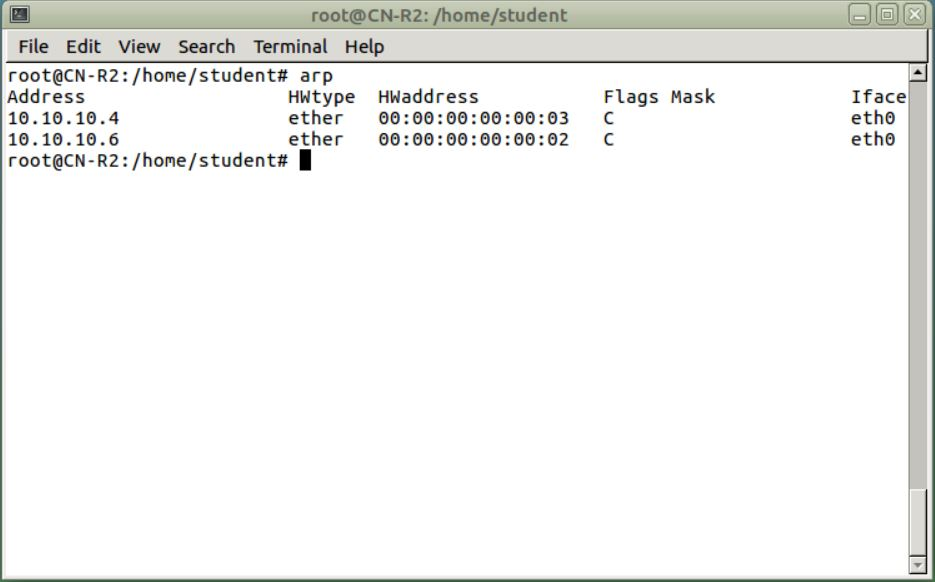 root@CN-R2: /home/student
File Edit View Search Terminal Help
root@CN-R2:/home/student# arp
Address HWtype HWaddress Flags Mask Iface
10.10.10.4 ether 00:00:00:00:00:03 C eth0
10.10.10.6 ether 00:00:00:00:00:02 C eth0
root@CN-R2:/home/student#